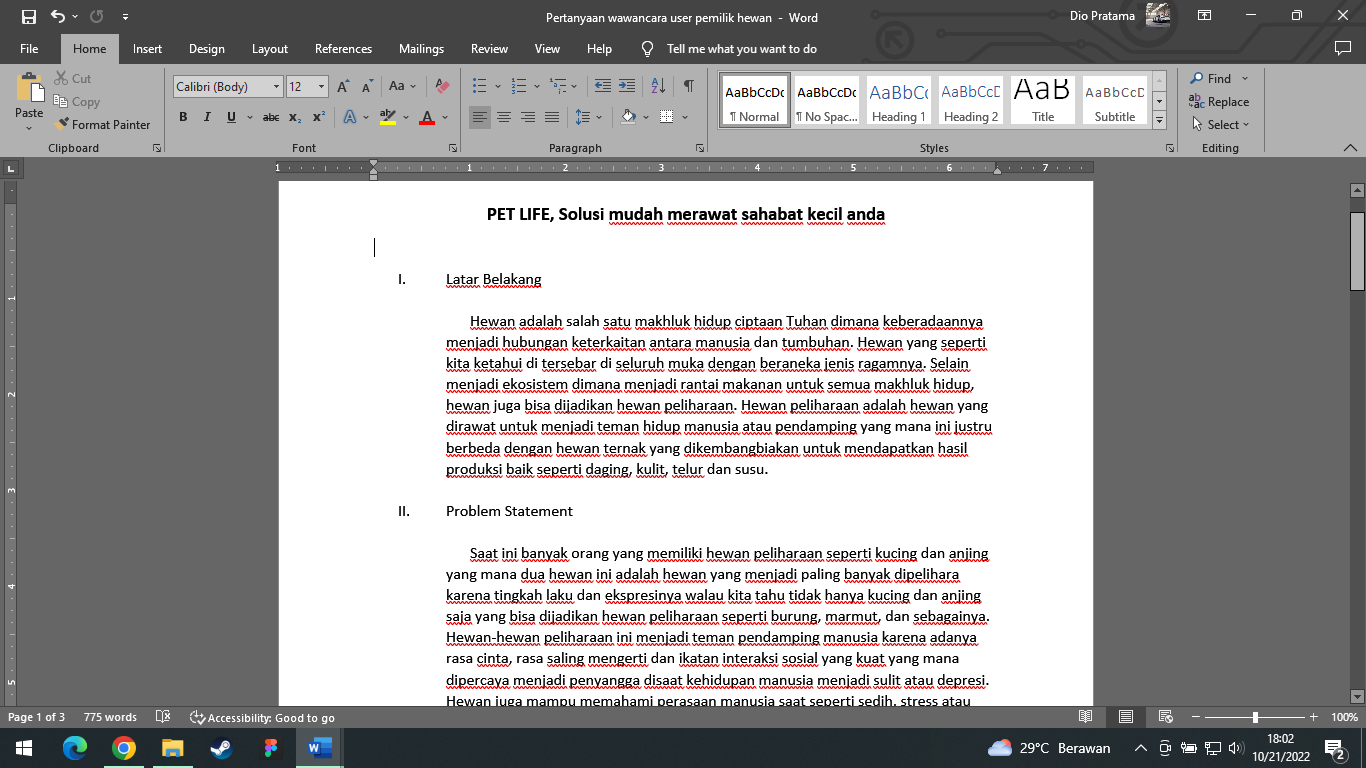 Pertanyaan wawancara user pemilik hewan - Word
Dio Pratama
File Home Insert Design Layout References Mailings Review View Help Tell me what you want to do
Paste
Cut
Copy
Format Painter
Clipboard
Calibri (Body) 12
Font
Paragraph
AaBbCcDc AaBbCcDc AaBbCc AaBbCcD AaB AaBbCcD
¶ Normal ¶ No Spac... Heading 1 Heading 2 Title Subtitle
Styles
Find
Replace
Select
Editing
1 1 2 3 4 5 6 7
PET LIFE, Solusi mudah merawat sahabat kecil anda
I. Latar Belakang
Hewan adalah salah satu makhluk hidup ciptaan Tuhan dimana keberadaannya
menjadi hubungan keterkaitan antara manusia dan tumbuhan. Hewan yang seperti
kita ketahui di tersebar di seluruh muka dengan beraneka jenis ragamnya. Selain
menjadi ekosistem dimana menjadi rantai makanan untuk semua makhluk hidup,
hewan juga bisa dijadikan hewan peliharaan. Hewan peliharaan adalah hewan yang
dirawat untuk menjadi teman hidup manusia atau pendamping yang mana ini justru
berbeda dengan hewan ternak yang dikembangbiakan untuk mendapatkan hasil
produksi baik seperti daging, kulit, telur dan susu.
II. Problem Statement
Saat ini banyak orang yang memiliki hewan peliharaan seperti kucing dan anjing
yang mana dua hewan ini adalah hewan yang menjadi paling banyak dipelihara
karena tingkah laku dan ekspresinya walau kita tahu tidak hanya kucing dan anjing
saja yang bisa dijadikan hewan peliharaan seperti burung, marmut, dan sebagainya.
Hewan-hewan peliharaan ini menjadi teman pendamping manusia karena adanya
rasa cinta, rasa saling mengerti dan ikatan interaksi sosial yang kuat yang mana
dipercaya menjadi penyangga disaat kehidupan manusia menjadi sulit atau depresi.
Hewan juga mampu memahami perasaan manusia saat seperti sedih, stress atau
Page 1 of 3 775 words Accessibility: Good to go 100%
29°C Berawan
18:02
10/21/2022
2